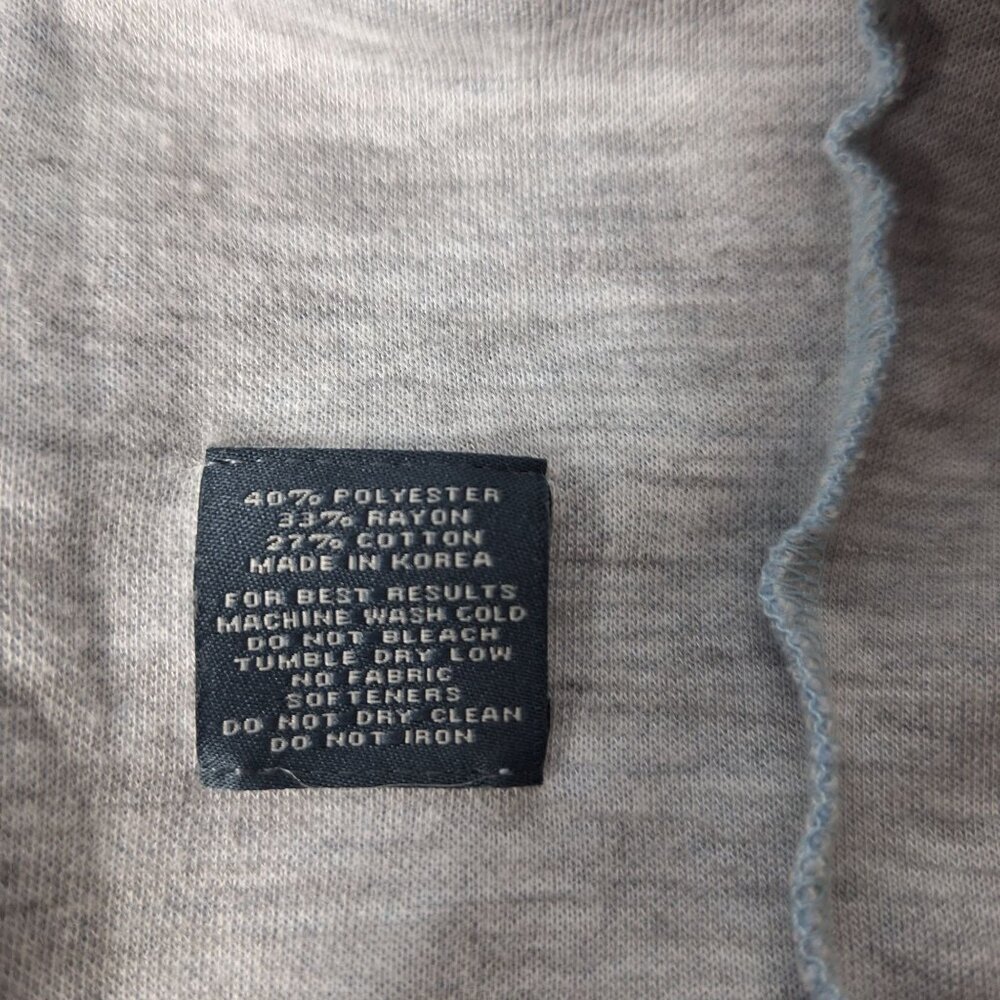 40% POLYESTER
33% RAYON
27% COTTON
MADE IN KOREA
FOR BEST RESULTS
MACHINE WASH COLD
DO NOT BLEACH
TUMBLE DRY LOW
NO FABRIC
SOFTENERS
DO NOT DRY CLEAN
DO NOT IRON